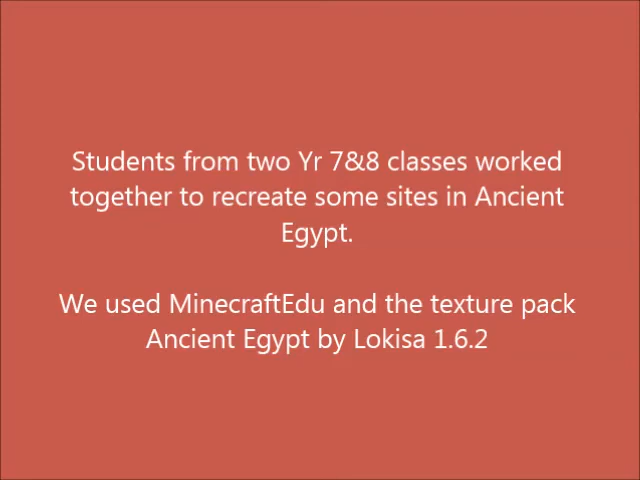 Students from two Yr 7&8 classes worked
together to recreate some sites in Ancient
Egypt.
We used MinecraftEdu and the texture pack
Ancient Egypt by Lokisa 1.6.2